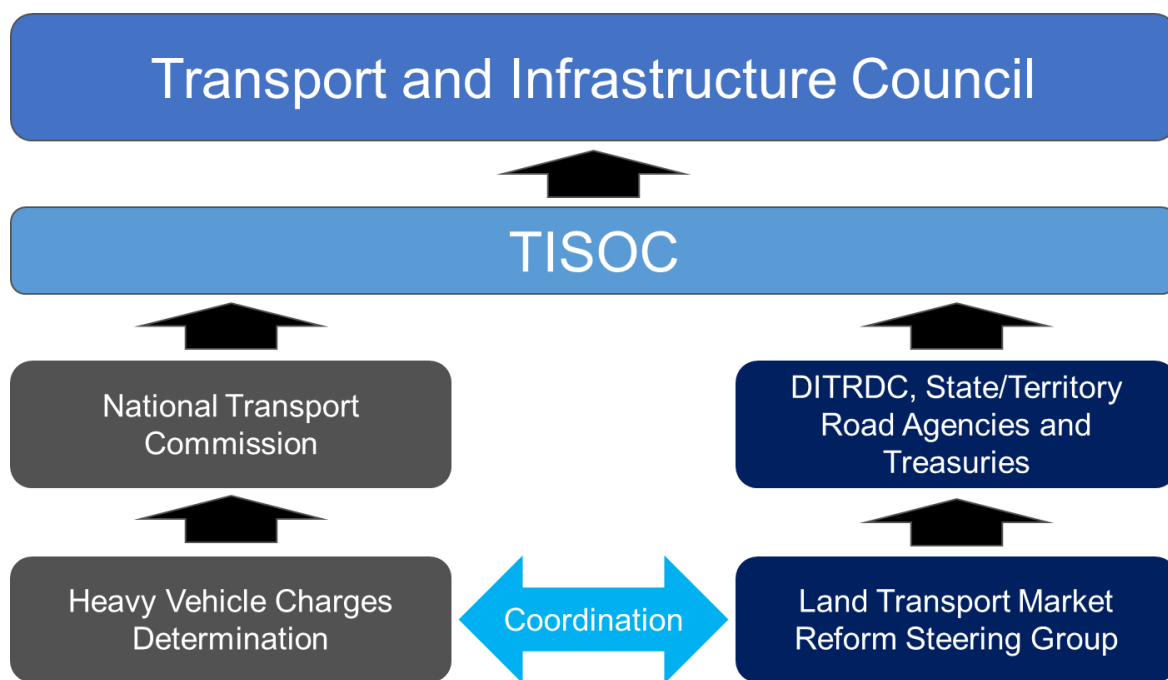 Transport and Infrastructure Council
TISOC
National Transport
Commission
DITRDC, State/Territory
Road Agencies and
Treasuries
Heavy Vehicle Charges
Determination
Coordination
Land Transport Market
Reform Steering Group